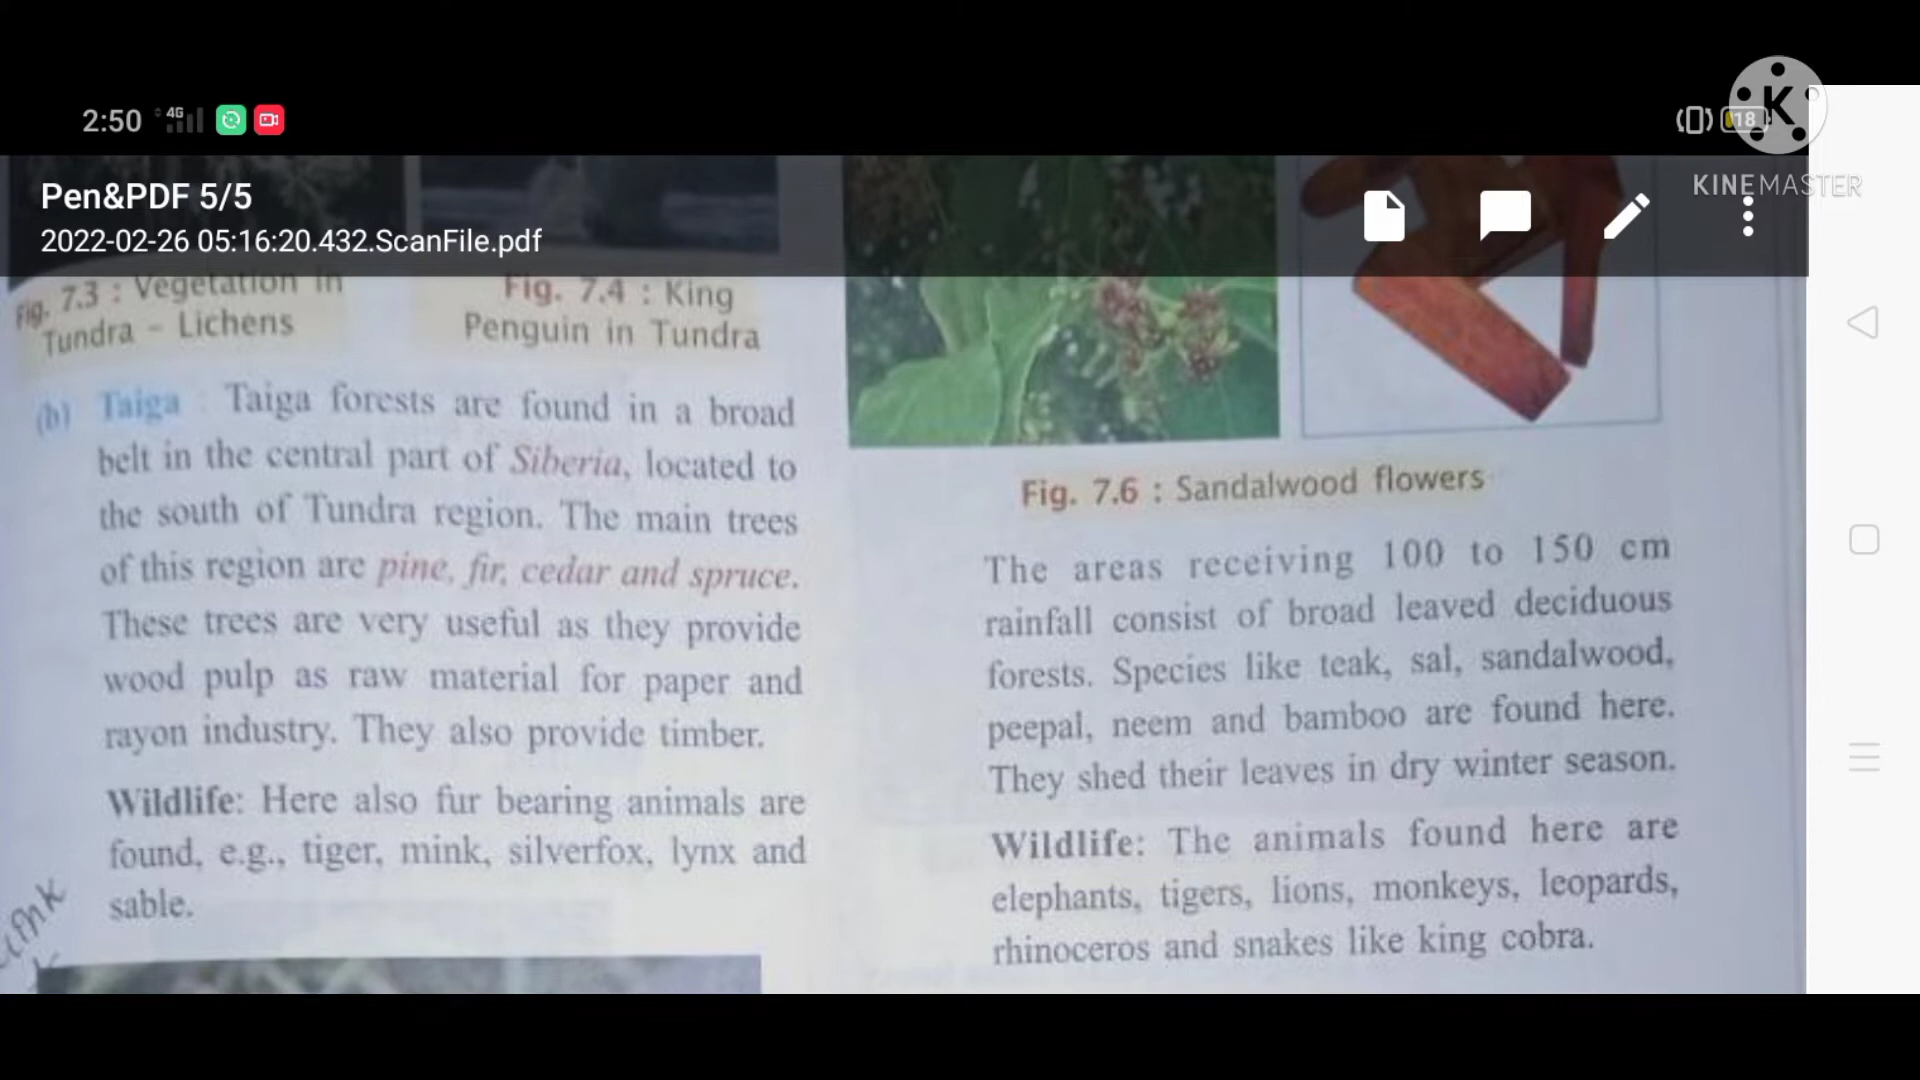 2:50 4G
18
K
KINEMASTER
Pen&PDF 5/5
2022-02-26 05:16:20.432.ScanFile.pdf
Fig. 7.3 : Vegetation in
Tundra – Lichens
Fig. 7.4 : King
Penguin in Tundra
(b) Taiga : Taiga forests are found in a broad
belt in the central part of Siberia, located to
the south of Tundra region. The main trees
of this region are pine, fir, cedar and spruce.
These trees are very useful as they provide
wood pulp as raw material for paper and
rayon industry. They also provide timber.
Wildlife: Here also fur bearing animals are
found, e.g., tiger, mink, silverfox, lynx and
sable.
Fig. 7.6 : Sandalwood flowers
The areas receiving 100 to 150 cm
rainfall consist of broad leaved deciduous
forests. Species like teak, sal, sandalwood,
peepal, neem and bamboo are found here.
They shed their leaves in dry winter season.
Wildlife: The animals found here are
elephants, tigers, lions, monkeys, leopards,
rhinoceros and snakes like king cobra.